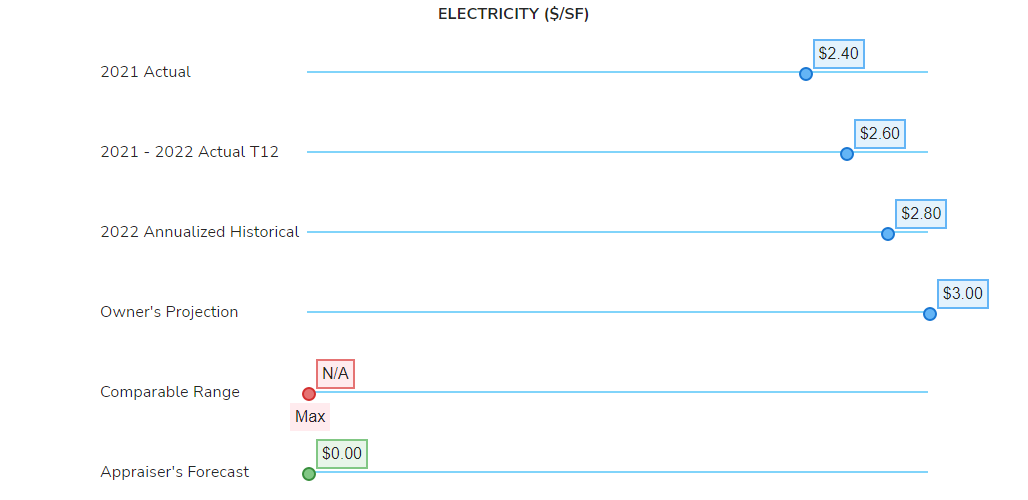 ELECTRICITY ($/SF)
2021 Actual
$2.40
2021 - 2022 Actual T12
$2.60
2022 Annualized Historical
$2.80
Owner's Projection
$3.00
Comparable Range
N/A
Max
Appraiser's Forecast
$0.00